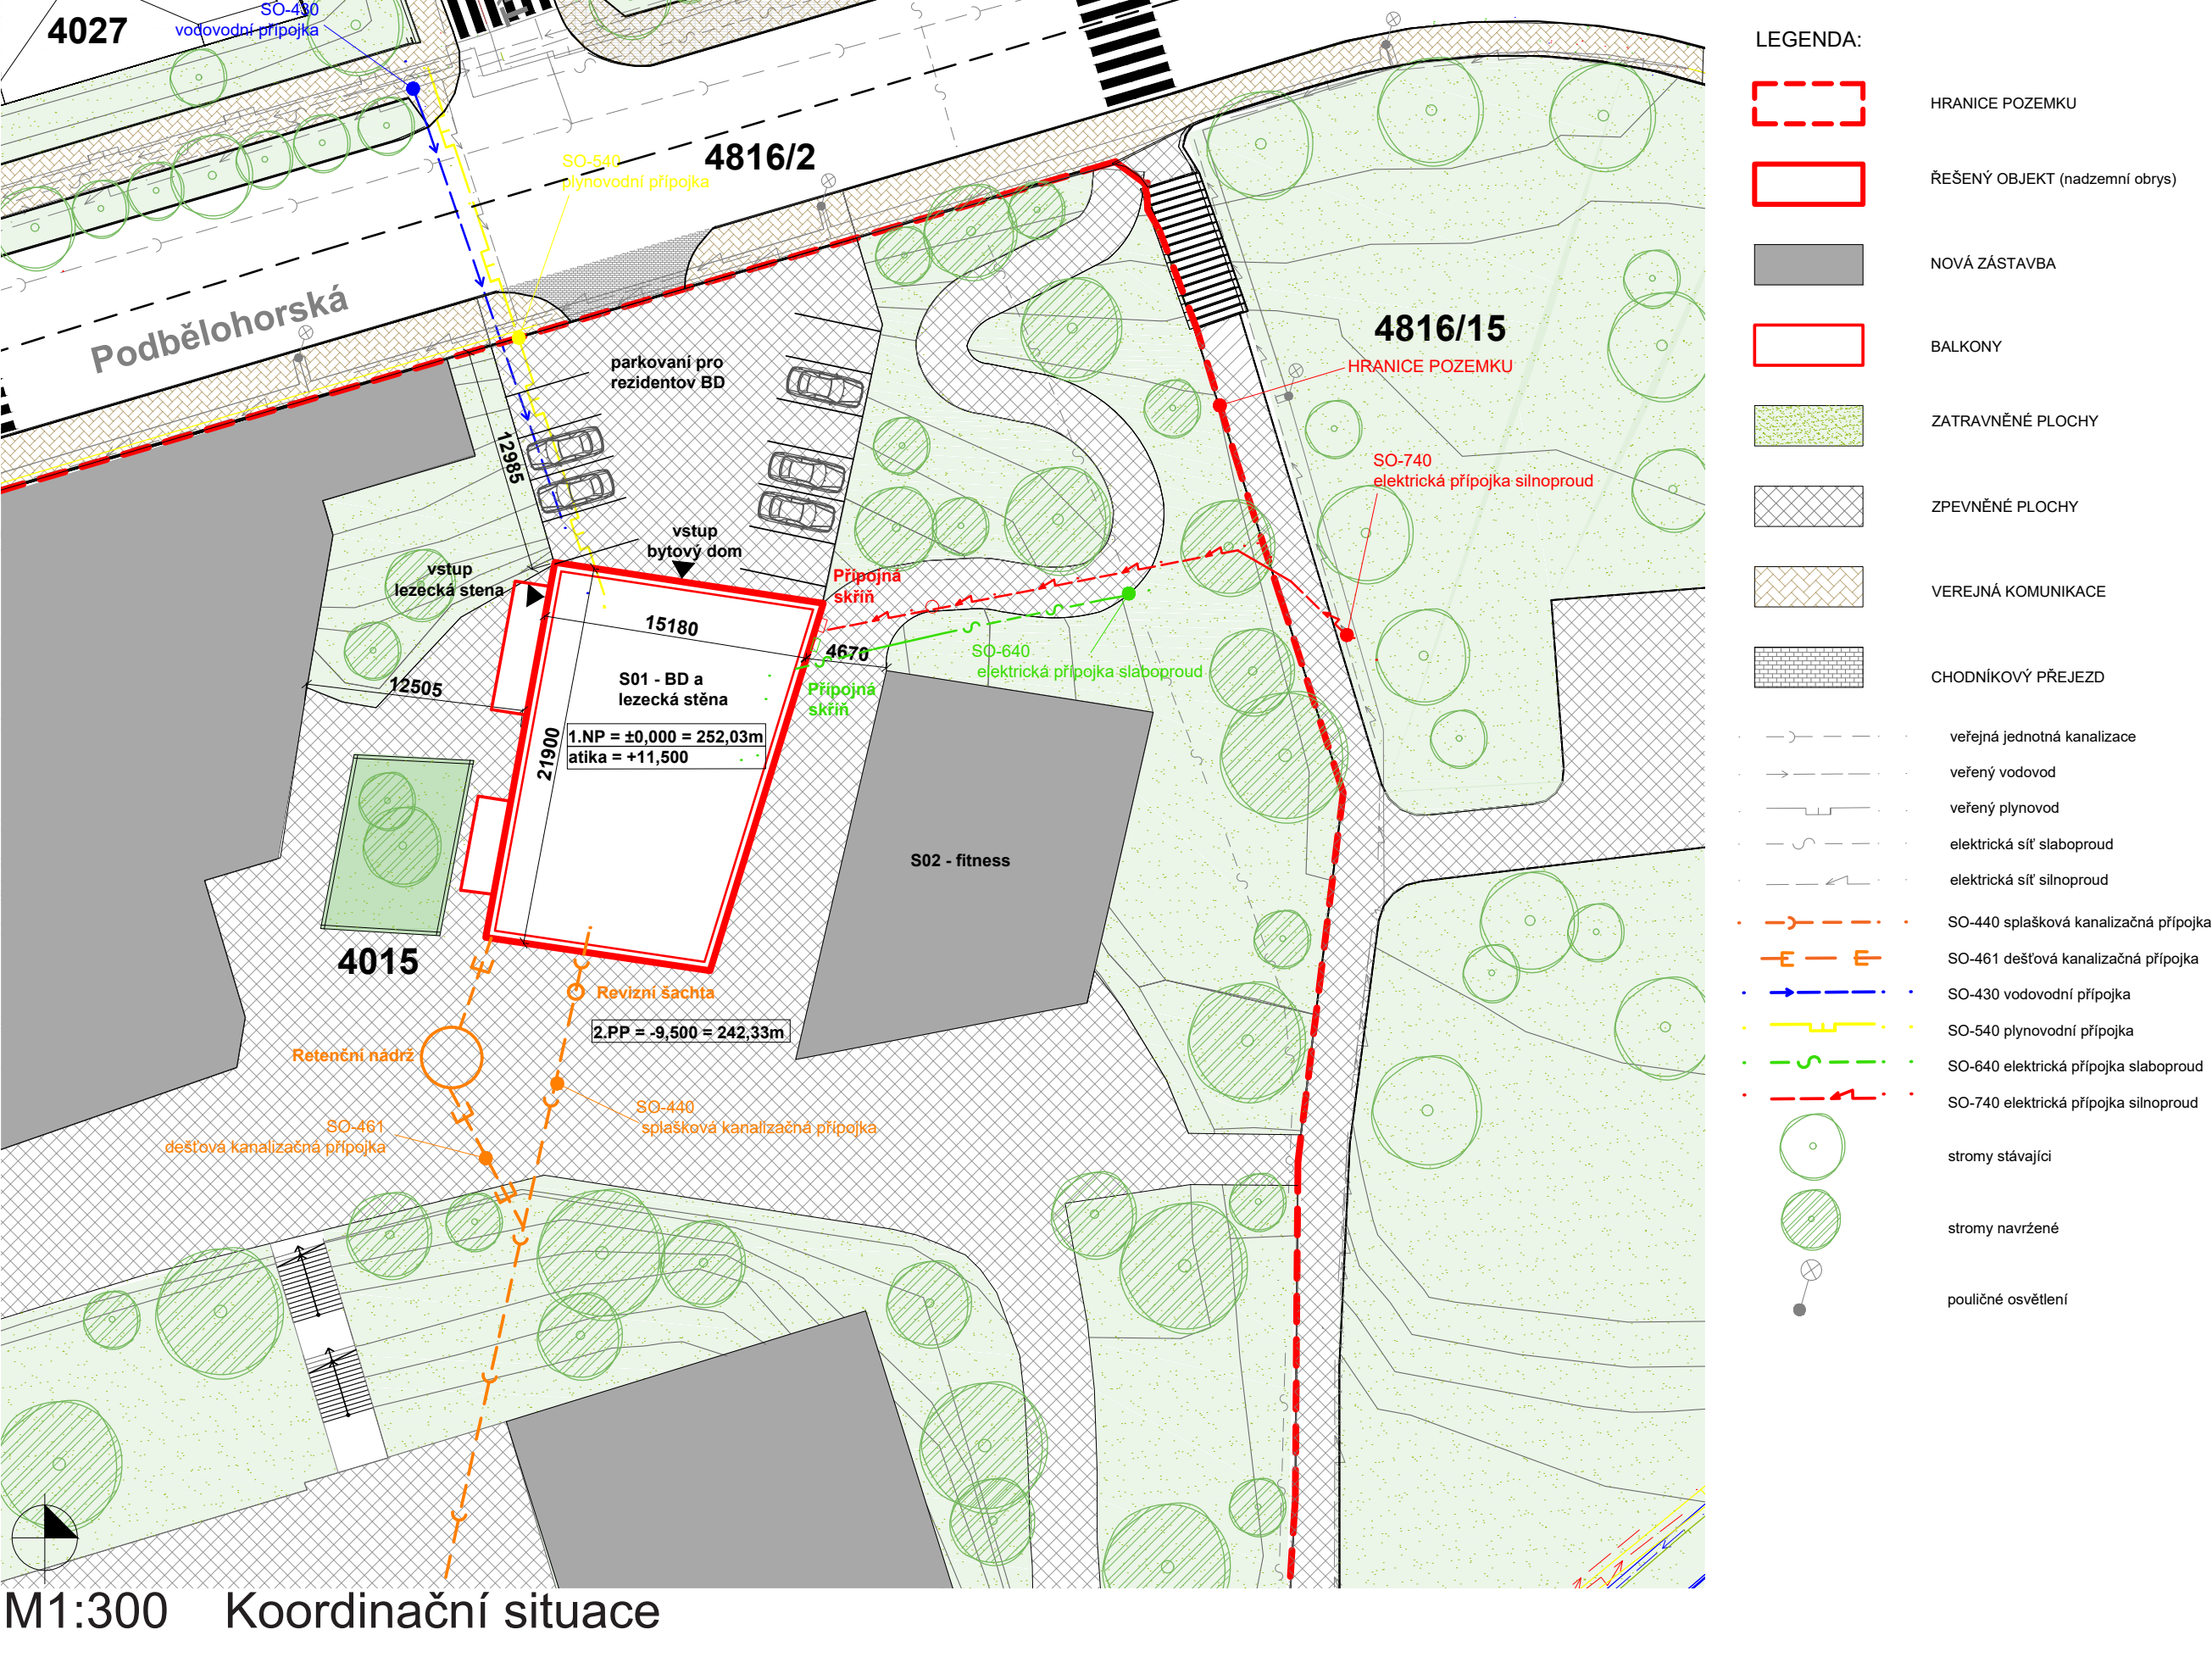 4027
SO-430
vodovodní přípojka
4816/2
SO-540
plynovodní přípojka
Podbělohorská
parkovaní pro
rezidentov BD
4816/15
HRANICE POZEMKU
12985
SO-740
elektrická přípojka silnoproud
vstup
bytový dom
vstup
lezecká stena
Přípojná
skříň
15180
4670
SO-640
elektrická přípojka slaboproud
12505
S01 - BD a
lezecká stěna
Přípojná
skříň
21900
1.NP = ±0,000 = 252,03m
atika = +11,500
S02 - fitness
4015
Revizní šachta
2.PP = -9,500 = 242,33m
Retenční nádrž
SO-440
splašková kanalizačná přípojka
SO-461
dešťová kanalizačná přípojka
M1:300 Koordinační situace
LEGENDA:
HRANICE POZEMKU
ŘEŠENÝ OBJEKT (nadzemní obrys)
NOVÁ ZÁSTAVBA
BALKONY
ZATRAVNĚNÉ PLOCHY
ZPEVNĚNÉ PLOCHY
VEREJNÁ KOMUNIKACE
CHODNÍKOVÝ PŘEJEZD
veřejná jednotná kanalizace
veřený vodovod
veřený plynovod
elektrická síť slaboproud
elektrická síť silnoproud
SO-440 splašková kanalizačná přípojka
SO-461 dešťová kanalizačná přípojka
SO-430 vodovodní přípojka
SO-540 plynovodní přípojka
SO-640 elektrická přípojka slaboproud
SO-740 elektrická přípojka silnoproud
stromy stávajíci
stromy navržené
pouličné osvětlení